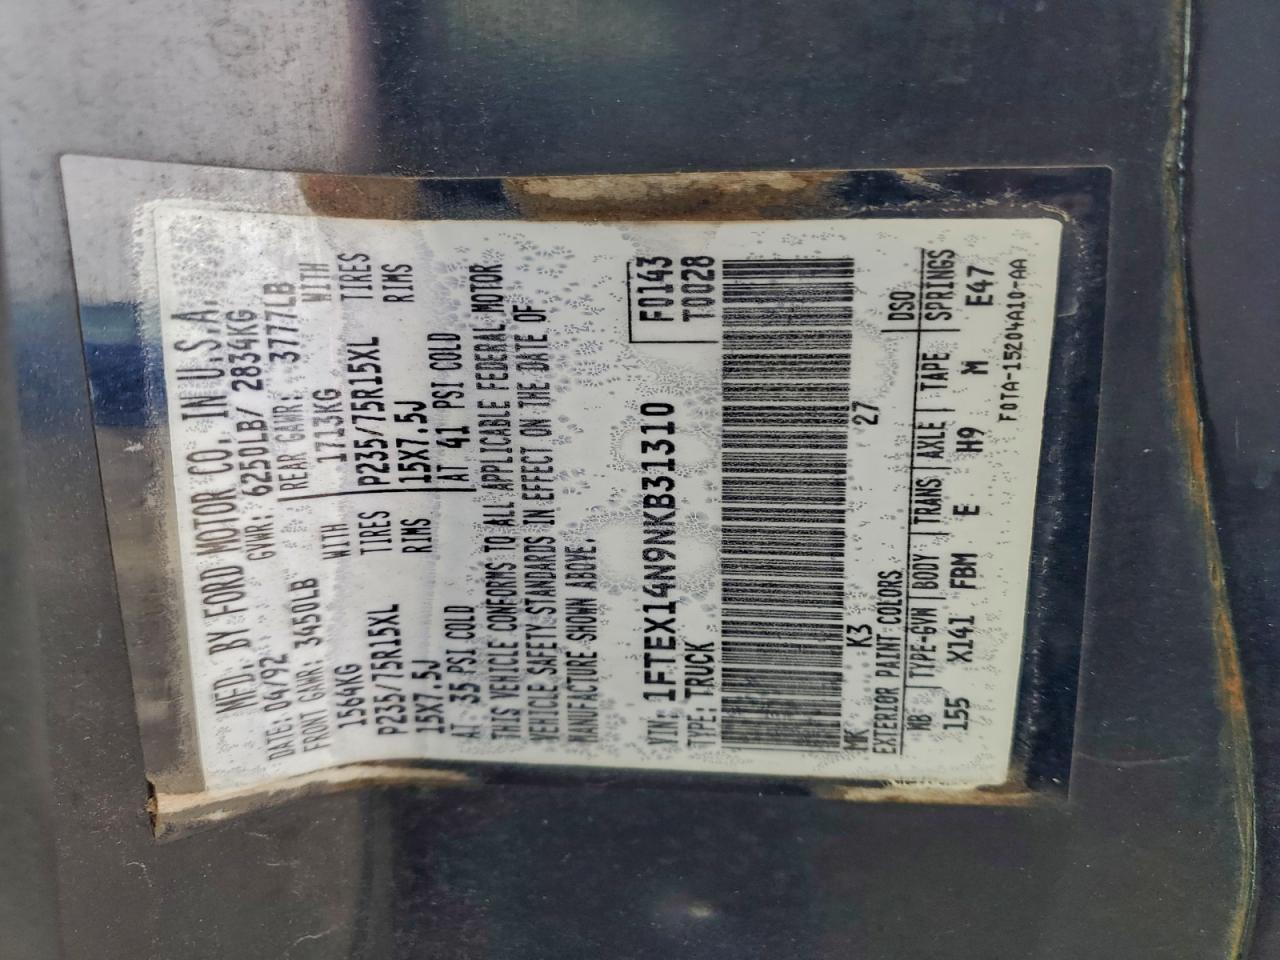 MFD. BY FORD MOTOR CO. IN U.S.A.
DATE: 04/92 GVWR: 6250LB/ 2834KG
FRONT GAWR: 3450LB REAR GAWR: 3777LB
1564KG WITH 1713KG WITH
P235/75R15XL TIRES P235/75R15XL TIRES
15X7.5J RIMS 15X7.5J RIMS
AT 35 PSI COLD AT 41 PSI COLD
THIS VEHICLE CONFORMS TO ALL APPLICABLE FEDERAL MOTOR
VEHICLE SAFETY STANDARDS IN EFFECT ON THE DATE OF
MANUFACTURE SHOWN ABOVE.
VIN: 1FTEX14N9NKB31310 F0143
TYPE: TRUCK T0028
MK K3 27
EXTERIOR PAINT COLORS DSO
WB TYPE-GVW BODY TRANS AXLE TAPE SPRINGS
155 X141 FBM E H9 M E47
F0TA-15204A10-AA